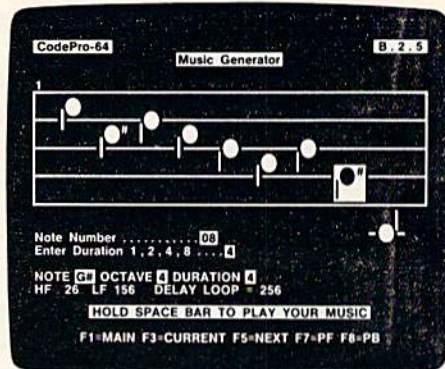 CodePro-64 B.2.5
Music Generator
1
#
#
Note Number ...........08
Enter Duration 1,2,4,8 ....4
NOTE G# OCTAVE 4 DURATION 4
HF 26 LF 156 DELAY LOOP = 256
HOLD SPACE BAR TO PLAY YOUR MUSIC
F1=MAIN F3=CURRENT F5=NEXT F7=PF F8=PB